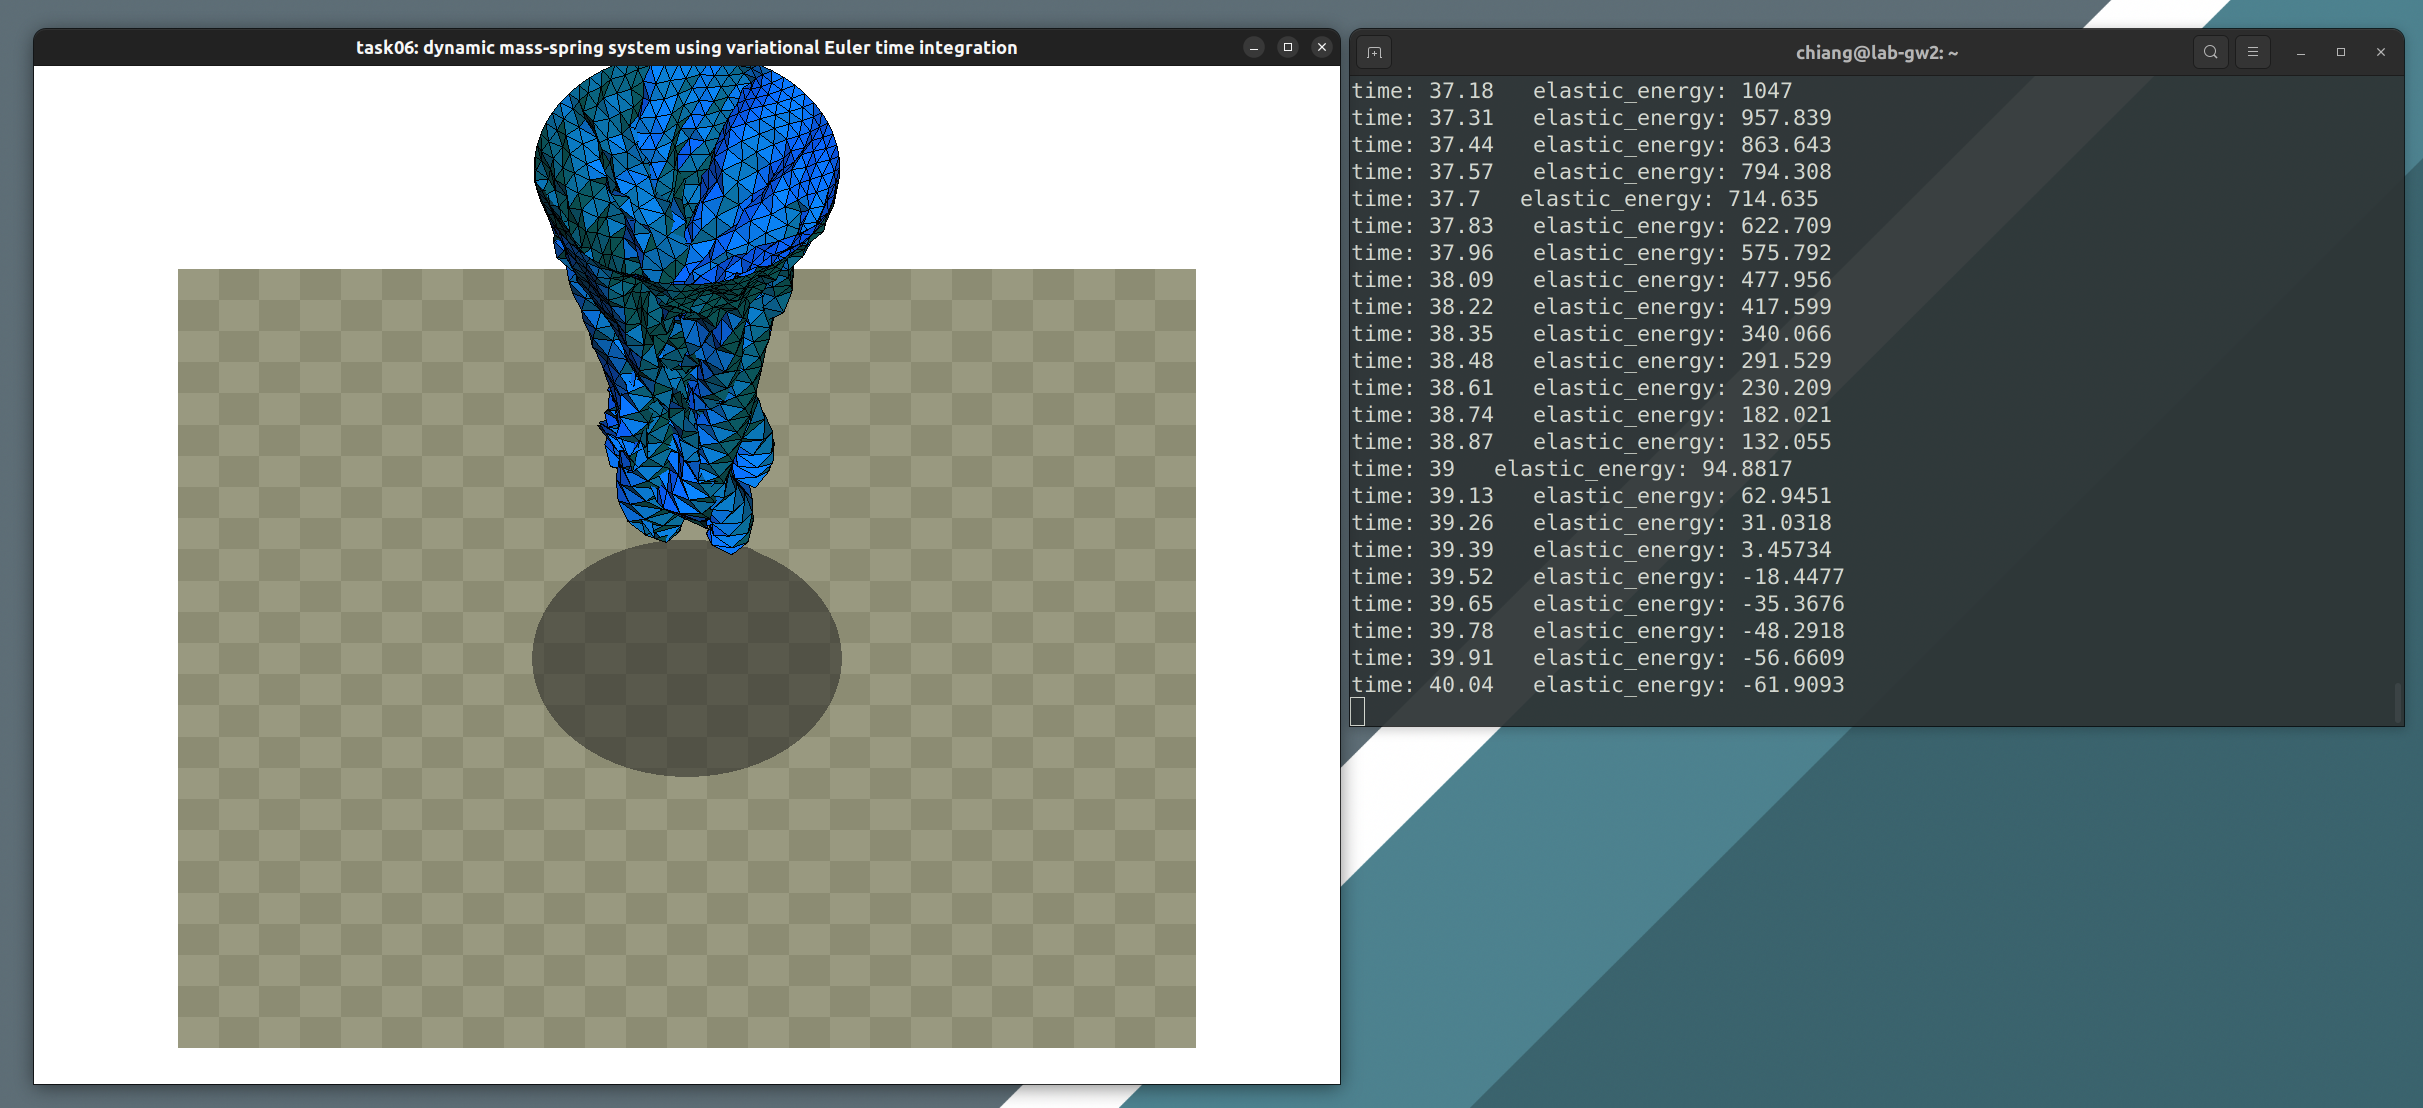 task06: dynamic mass-spring system using variational Euler time integration
chiang@lab-gw2: ~
time: 37.18   elastic_energy: 1047
time: 37.31   elastic_energy: 957.839
time: 37.44   elastic_energy: 863.643
time: 37.57   elastic_energy: 794.308
time: 37.7   elastic_energy: 714.635
time: 37.83   elastic_energy: 622.709
time: 37.96   elastic_energy: 575.792
time: 38.09   elastic_energy: 477.956
time: 38.22   elastic_energy: 417.599
time: 38.35   elastic_energy: 340.066
time: 38.48   elastic_energy: 291.529
time: 38.61   elastic_energy: 230.209
time: 38.74   elastic_energy: 182.021
time: 38.87   elastic_energy: 132.055
time: 39   elastic_energy: 94.8817
time: 39.13   elastic_energy: 62.9451
time: 39.26   elastic_energy: 31.0318
time: 39.39   elastic_energy: 3.45734
time: 39.52   elastic_energy: -18.4477
time: 39.65   elastic_energy: -35.3676
time: 39.78   elastic_energy: -48.2918
time: 39.91   elastic_energy: -56.6609
time: 40.04   elastic_energy: -61.9093